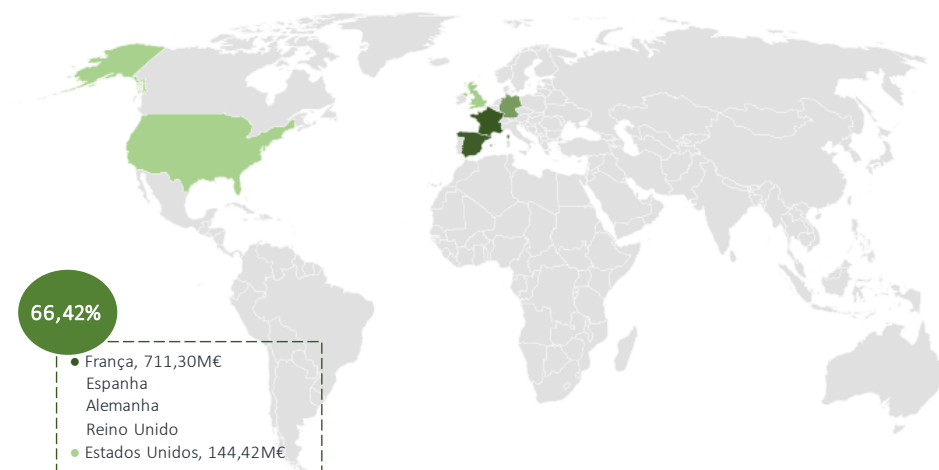 66,42%
França, 711,30M€
Espanha
Alemanha
Reino Unido
Estados Unidos, 144,42M€